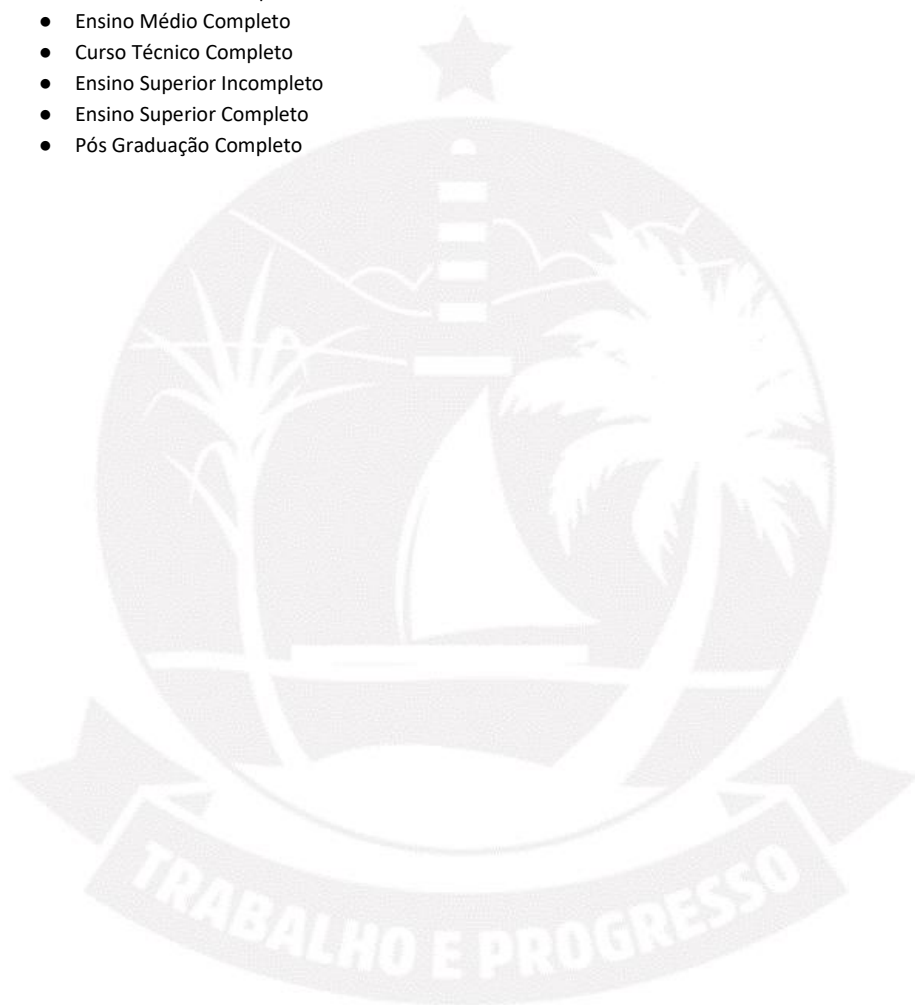 ● Ensino Médio Completo
● Curso Técnico Completo
● Ensino Superior Incompleto
● Ensino Superior Completo
● Pós Graduação Completo
TRABALHO E PROGRESSO